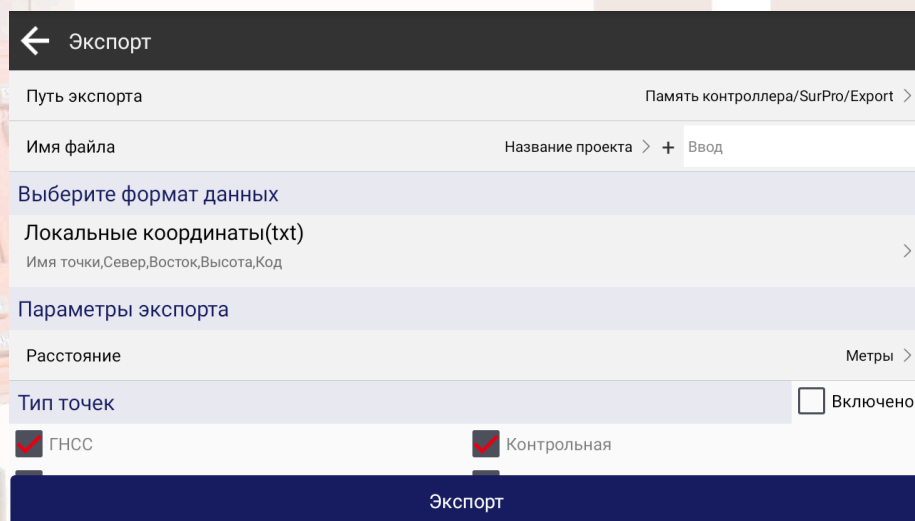 Экспорт
Путь экспорта Память контроллера/SurPro/Export >
Имя файла Название проекта > + Ввод
Выберите формат данных
Локальные координаты(txt)
Имя точки,Север,Восток,Высота,Код
Параметры экспорта
Расстояние Метры >
Тип точек Включено
ГНСС Контрольная
Экспорт